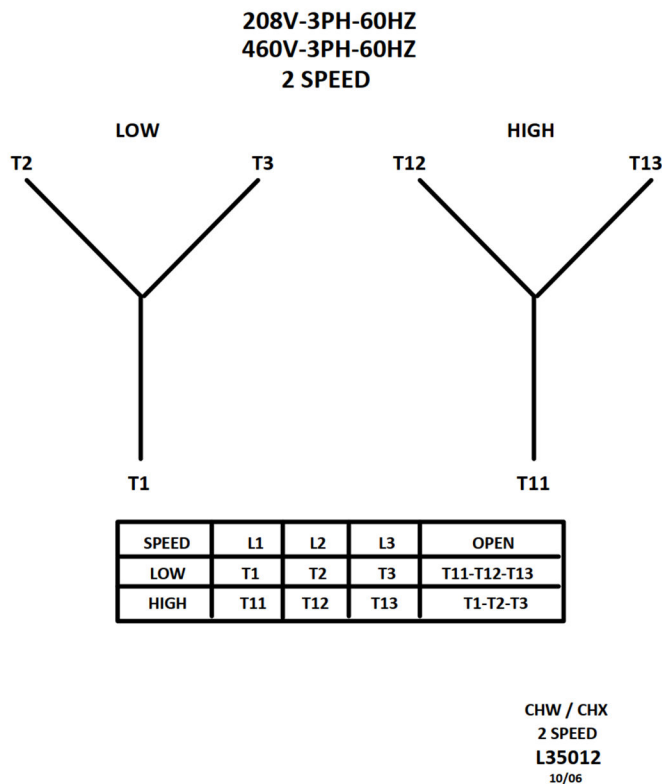 208V-3PH-60HZ
460V-3PH-60HZ
2 SPEED
LOW
HIGH
T2
T3
T12
T13
T1
T11
SPEED L1 L2 L3 OPEN
LOW T1 T2 T3 T11-T12-T13
HIGH T11 T12 T13 T1-T2-T3
CHW / CHX
2 SPEED
L35012
10/06